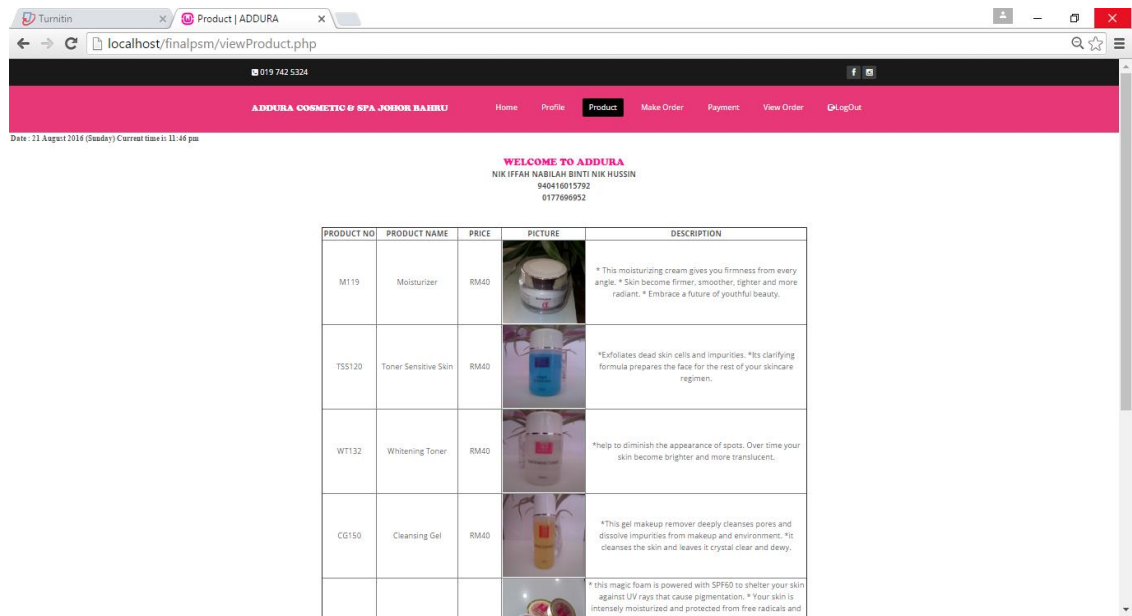 Turnitin
Product | ADDURA
localhost/finalpsm/viewProduct.php
019 742 5324
ADDURA COSMETIC & SPA JOHOR BAHRU
Home Profile Product Make Order Payment View Order LogOut
Date : 21 August 2016 (Sunday) Current time is 11:46 pm
WELCOME TO ADDURA
NIK IFFAH NABILAH BINTI NIK HUSSIN
940416015792
0177696952
PRODUCT NO PRODUCT NAME PRICE PICTURE DESCRIPTION
* This moisturizing cream gives you firmness from every
M119 Moisturizer RM40 angle. * Skin become firmer, smoother, tighter and more
radiant. * Embrace a future of youthful beauty.
*Exfoliates dead skin cells and impurities. *Its clarifying
TSS120 Toner Sensitive Skin RM40 formula prepares the face for the rest of your skincare
regimen.
*help to diminish the appearance of spots. Over time your
WT132 Whitening Toner RM40 skin become brighter and more translucent.
*This gel makeup remover deeply cleanses pores and
CG150 Cleansing Gel RM40 dissolve impurities from makeup and environment. *it
cleanses the skin and leaves it crystal clear and dewy.
* this magic foam is powered with SPF60 to shelter your skin
against UV rays that cause pigmentation. * Your skin is
intensely moisturized and protected from free radicals and